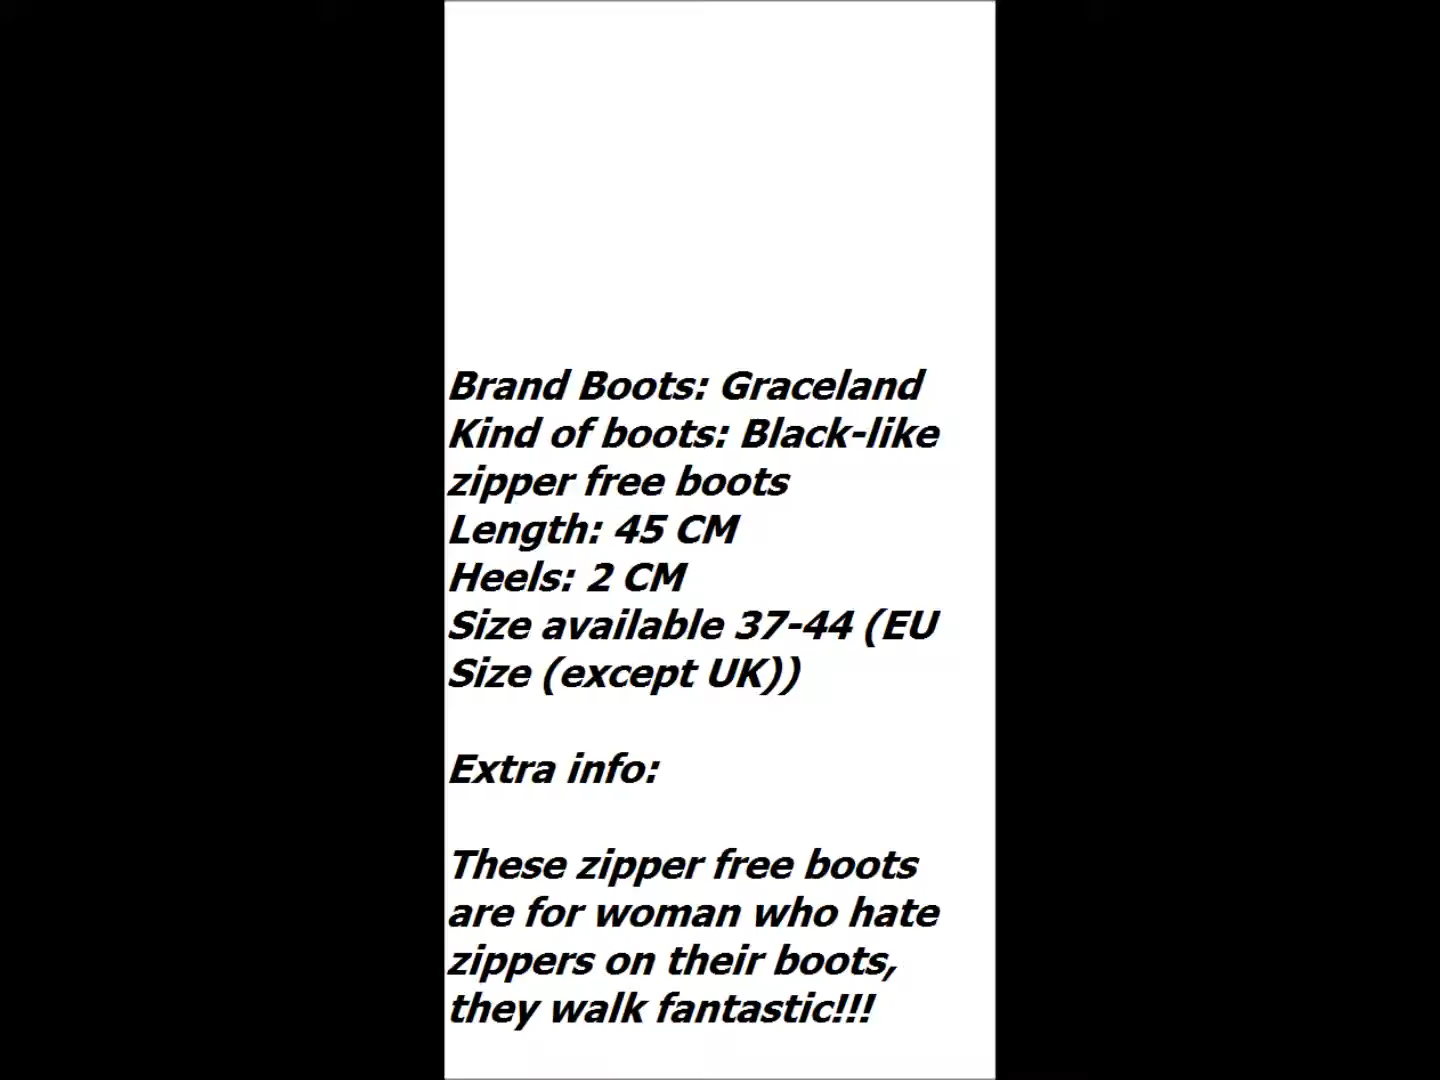 Brand Boots: Graceland
Kind of boots: Black-like
zipper free boots
Length: 45 CM
Heels: 2 CM
Size available 37-44 (EU
Size (except UK))
Extra info:
These zipper free boots
are for woman who hate
zippers on their boots,
they walk fantastic!!!